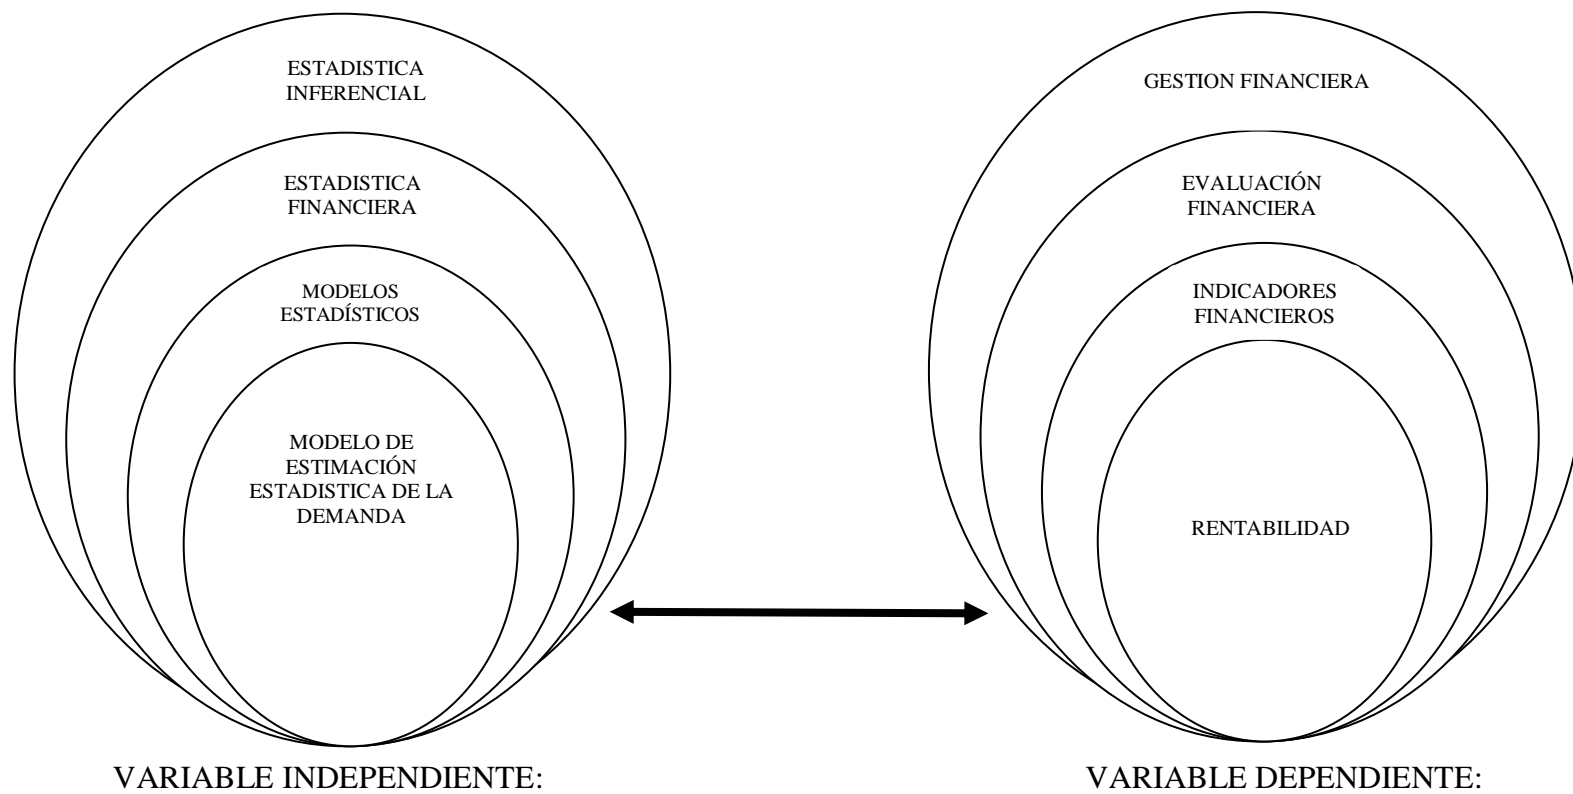 ESTADISTICA
INFERENCIAL
ESTADISTICA
FINANCIERA
MODELOS
ESTADÍSTICOS
MODELO DE
ESTIMACIÓN
ESTADISTICA DE LA
DEMANDA
VARIABLE INDEPENDIENTE:
GESTION FINANCIERA
EVALUACIÓN
FINANCIERA
INDICADORES
FINANCIEROS
RENTABILIDAD
VARIABLE DEPENDIENTE: